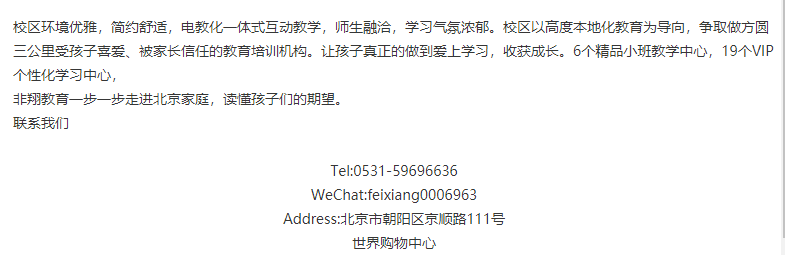 校区环境优雅，简约舒适，电教化一体式互动教学，师生融洽，学习气氛浓郁。校区以高度本地化教育为导向，争取做方圆
三公里受孩子喜爱、被家长信任的教育培训机构。让孩子真正的做到爱上学习，收获成长。6个精品小班教学中心，19个VIP
个性化学习中心，
非翔教育一步一步走进北京家庭，读懂孩子们的期望。
联系我们
Tel:0531-59696636
WeChat:feixiang0006963
Address:北京市朝阳区京顺路111号
世界购物中心